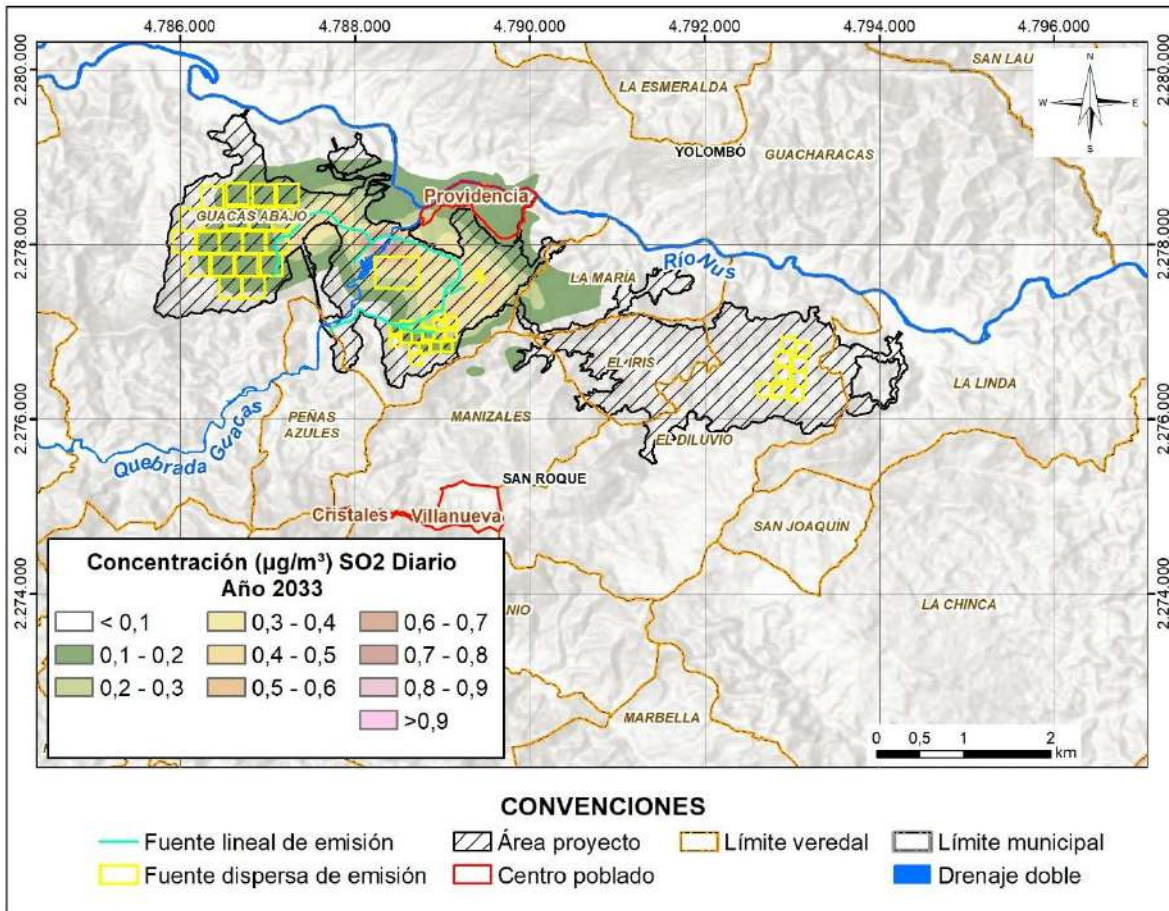 4.786.000 4.788.000 4.790.000 4.792.000 4.794.000 4.796.000
2.280.000 2.280.000
SAN LAU
N
W E
S
LA ESMERALDA
YOLOMBÓ
GUACHARACAS
Providencia
GUACAS ABAJO
2.278.000 2.278.000
LA MARÍA
Río Nus
EL IRIS
LA LINDA
2.276.000 2.276.000
PEÑAS
AZULES
MANIZALES
EL DILUVIO
Quebrada Guacas
SAN ROQUE
Cristales
Villanueva
SAN JOAQUÍN
Concentración (µg/m³) SO2 Diario
Año 2033
< 0,1 0,3 - 0,4 0,6 - 0,7
0,1 - 0,2 0,4 - 0,5 0,7 - 0,8
0,2 - 0,3 0,5 - 0,6 0,8 - 0,9
>0,9
2.274.000 2.274.000
NIO
LA CHINCA
MARBELLA
0 0,5 1 2
km
CONVENCIONES
Fuente lineal de emisión Área proyecto Límite veredal Límite municipal
Fuente dispersa de emisión Centro poblado Drenaje doble